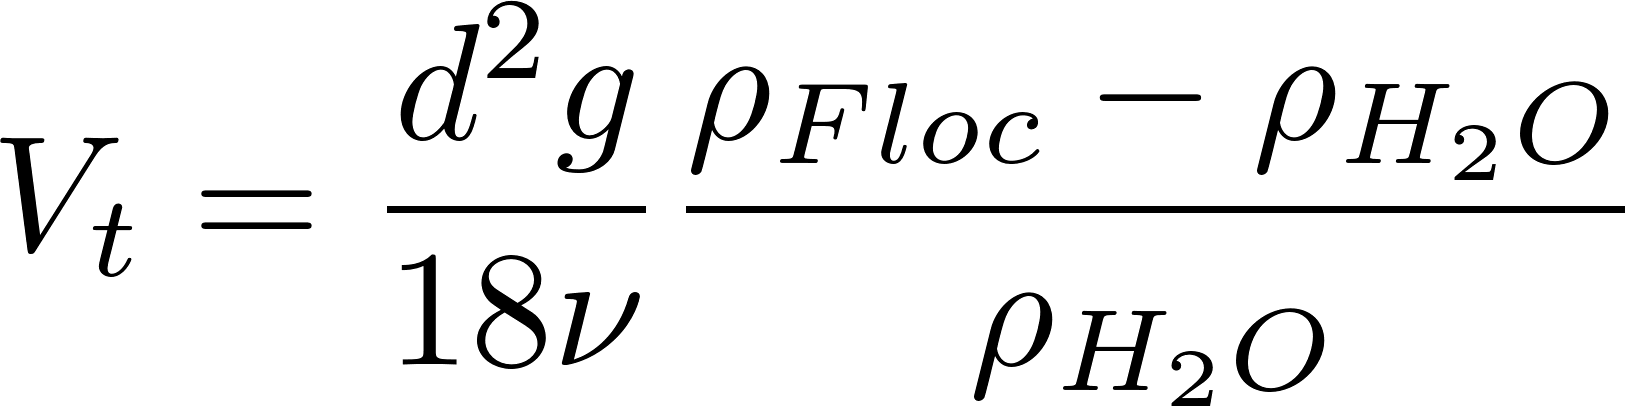 $V_t = \frac{d^2 g}{18\nu} \frac{\rho_{Floc} - \rho_{H_2O}}{\rho_{H_2O}}$